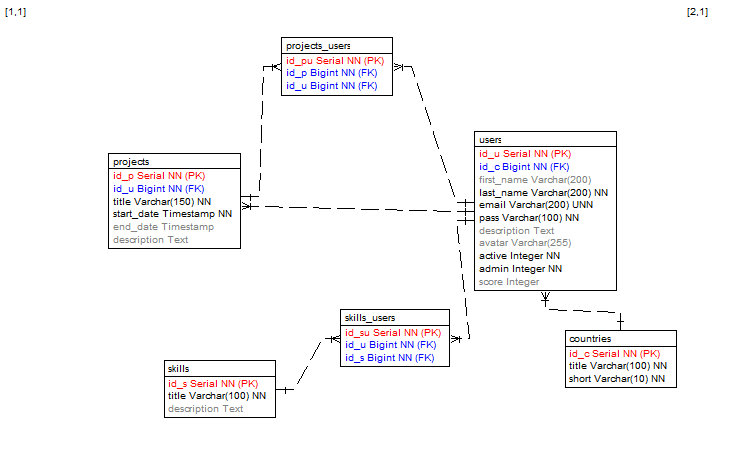 [1,1]
[2,1]
projects_users
id_pu Serial NN (PK)
id_p Bigint NN (FK)
id_u Bigint NN (FK)
users
id_u Serial NN (PK)
id_c Bigint NN (FK)
first_name Varchar(200)
last_name Varchar(200) NN
email Varchar(200) UNN
pass Varchar(100) NN
description Text
avatar Varchar(255)
active Integer NN
admin Integer NN
score Integer
projects
id_p Serial NN (PK)
id_u Bigint NN (FK)
title Varchar(150) NN
start_date Timestamp NN
end_date Timestamp
description Text
skills_users
id_su Serial NN (PK)
id_u Bigint NN (FK)
id_s Bigint NN (FK)
countries
id_c Serial NN (PK)
title Varchar(100) NN
short Varchar(10) NN
skills
id_s Serial NN (PK)
title Varchar(100) NN
description Text